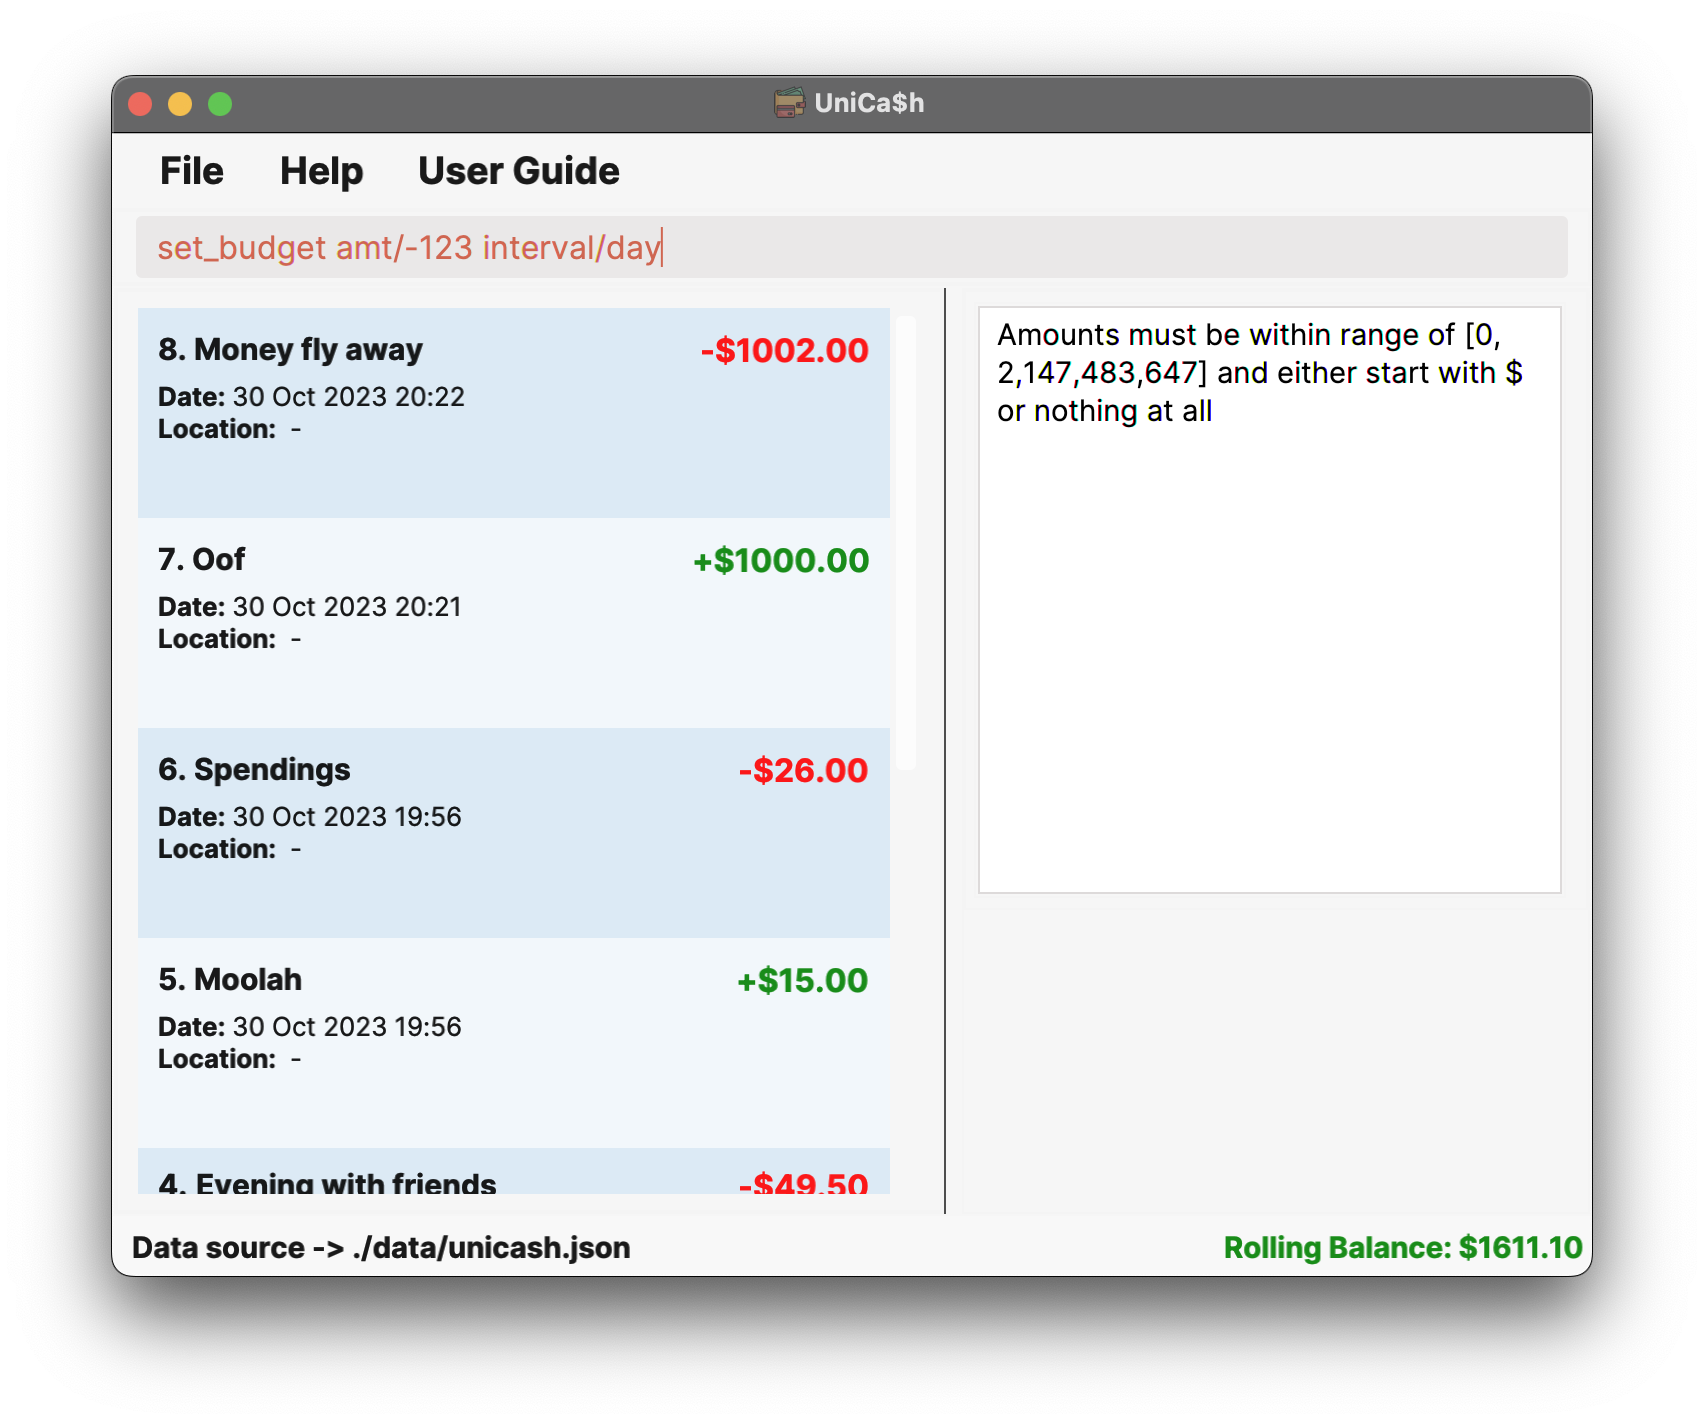 UniCa$h
File Help User Guide
set_budget amt/-123 interval/day
8. Money fly away -$1002.00
Date: 30 Oct 2023 20:22
Location: -
7. Oof +$1000.00
Date: 30 Oct 2023 20:21
Location: -
6. Spendings -$26.00
Date: 30 Oct 2023 19:56
Location: -
5. Moolah +$15.00
Date: 30 Oct 2023 19:56
Location: -
4. Evening with friends -$49.50
Amounts must be within range of [0,
2,147,483,647] and either start with $
or nothing at all
Data source -> ./data/unicash.json
Rolling Balance: $1611.10